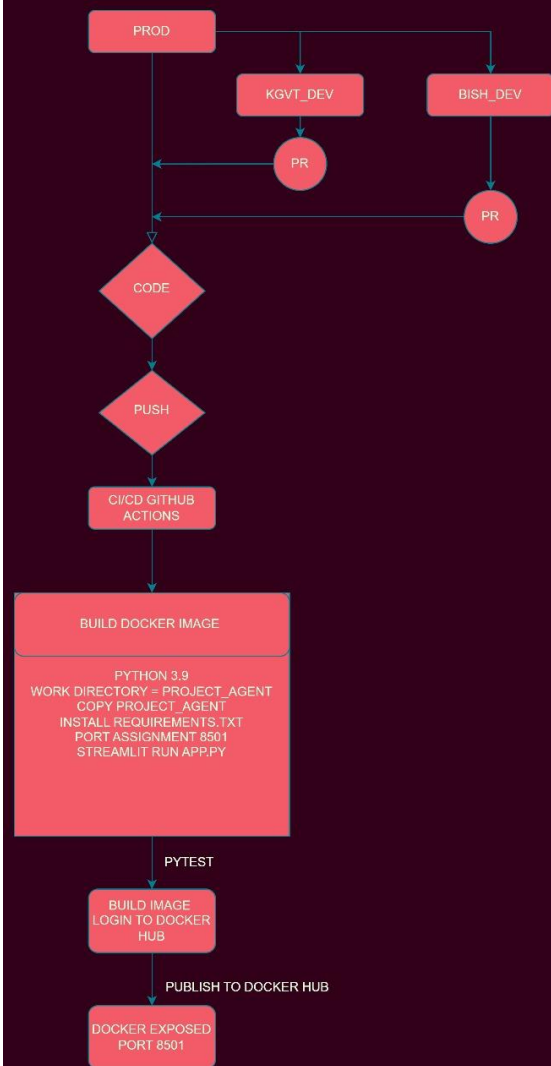 PROD
KGVT_DEV
BISH_DEV
PR
PR
CODE
PUSH
CI/CD GITHUB
ACTIONS
BUILD DOCKER IMAGE
PYTHON 3.9
WORK DIRECTORY = PROJECT_AGENT
COPY PROJECT_AGENT
INSTALL REQUIREMENTS.TXT
PORT ASSIGNMENT 8501
STREAMLIT RUN APP.PY
PYTEST
BUILD IMAGE
LOGIN TO DOCKER
HUB
PUBLISH TO DOCKER HUB
DOCKER EXPOSED
PORT 8501